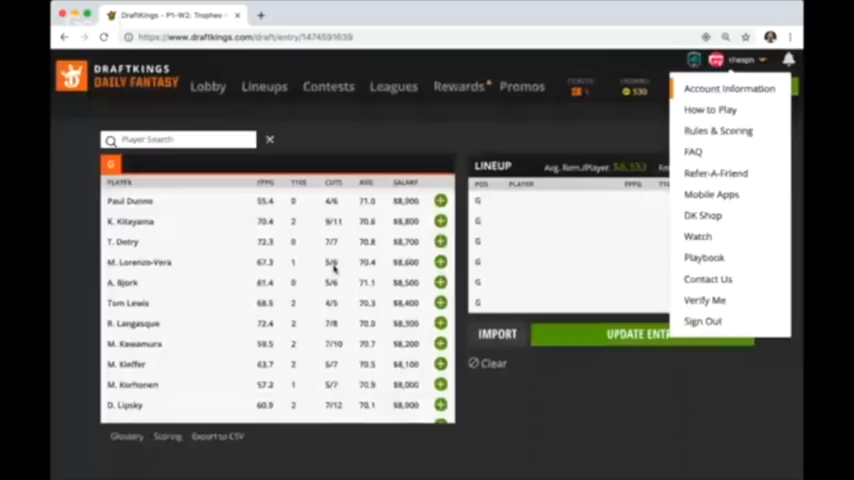 DraftKings - P1-W2: Trophee
https://www.draftkings.com/draft/entry/1474591639
DRAFTKINGS
DAILY FANTASY
Lobby Lineups Contests Leagues Rewards Promos
1 530
Account Information
How to Play
Rules & Scoring
FAQ
Refer-A-Friend
Mobile Apps
DK Shop
Watch
Playbook
Contact Us
Verify Me
Sign Out
Player Search
G
PLAYER FPPG CUTS AVG. SALARY
Paul Dunne 55.4 0 4/6 71.0 $8,900
K. Kitayama 70.4 2 9/11 70.6 $8,800
T. Detry 72.3 0 7/7 70.8 $8,700
M. Lorenzo-Vera 67.3 1 5/6 70.4 $8,600
A. Bjork 61.4 0 5/6 71.1 $8,500
Tom Lewis 68.5 2 4/5 70.3 $8,400
R. Langasque 72.4 2 7/8 70.0 $8,300
M. Kawamura 59.5 2 7/10 70.7 $8,200
M. Kieffer 63.7 2 5/7 70.5 $8,100
M. Korhonen 57.2 1 5/7 70.9 $8,000
D. Lipsky 60.9 2 7/12 70.1 $8,000
Glossary Scoring Export to CSV
LINEUP Avg. Rem./Player: $8,333
POS PLAYER FPPG
G
G
G
G
G
G
IMPORT UPDATE ENT
Clear